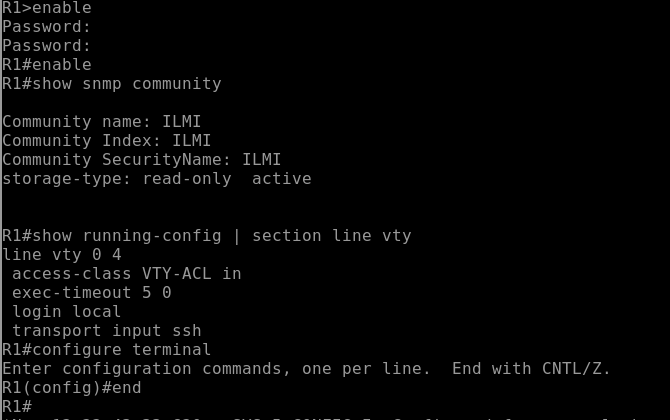 R1>enable
Password:
Password:
R1#enable
R1#show snmp community
Community name: ILMI
Community Index: ILMI
Community SecurityName: ILMI
storage-type: read-only  active
R1#show running-config | section line vty
line vty 0 4
 access-class VTY-ACL in
 exec-timeout 5 0
 login local
 transport input ssh
R1#configure terminal
Enter configuration commands, one per line.  End with CNTL/Z.
R1(config)#end
R1#